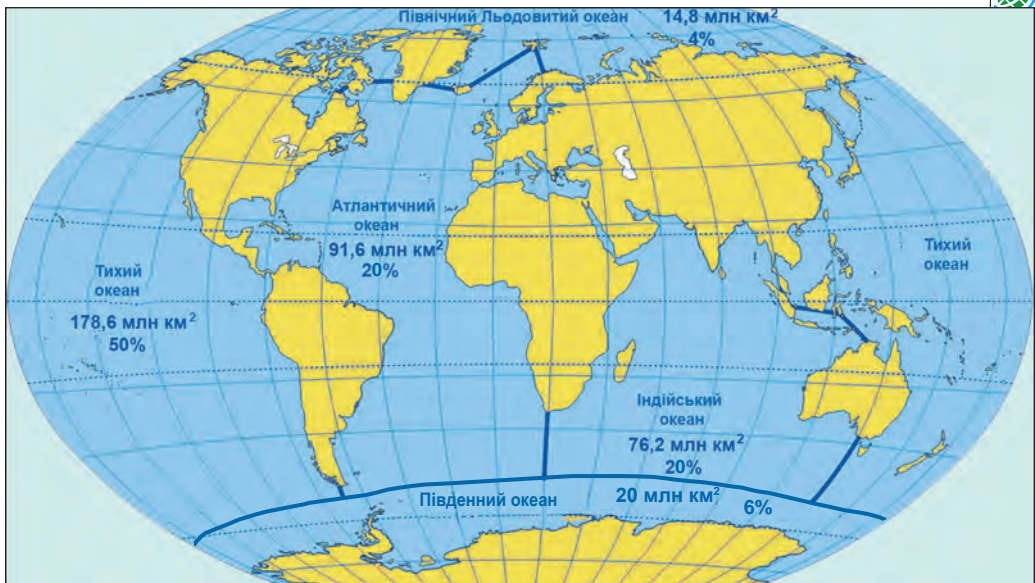 Північний Льодовитий океан 14,8 млн км²
4%
Атлантичний
океан
91,6 млн км²
20%
Тихий
океан
178,6 млн км²
50%
Тихий
океан
Індійський
океан
76,2 млн км²
20%
Південний океан 20 млн км²
6%